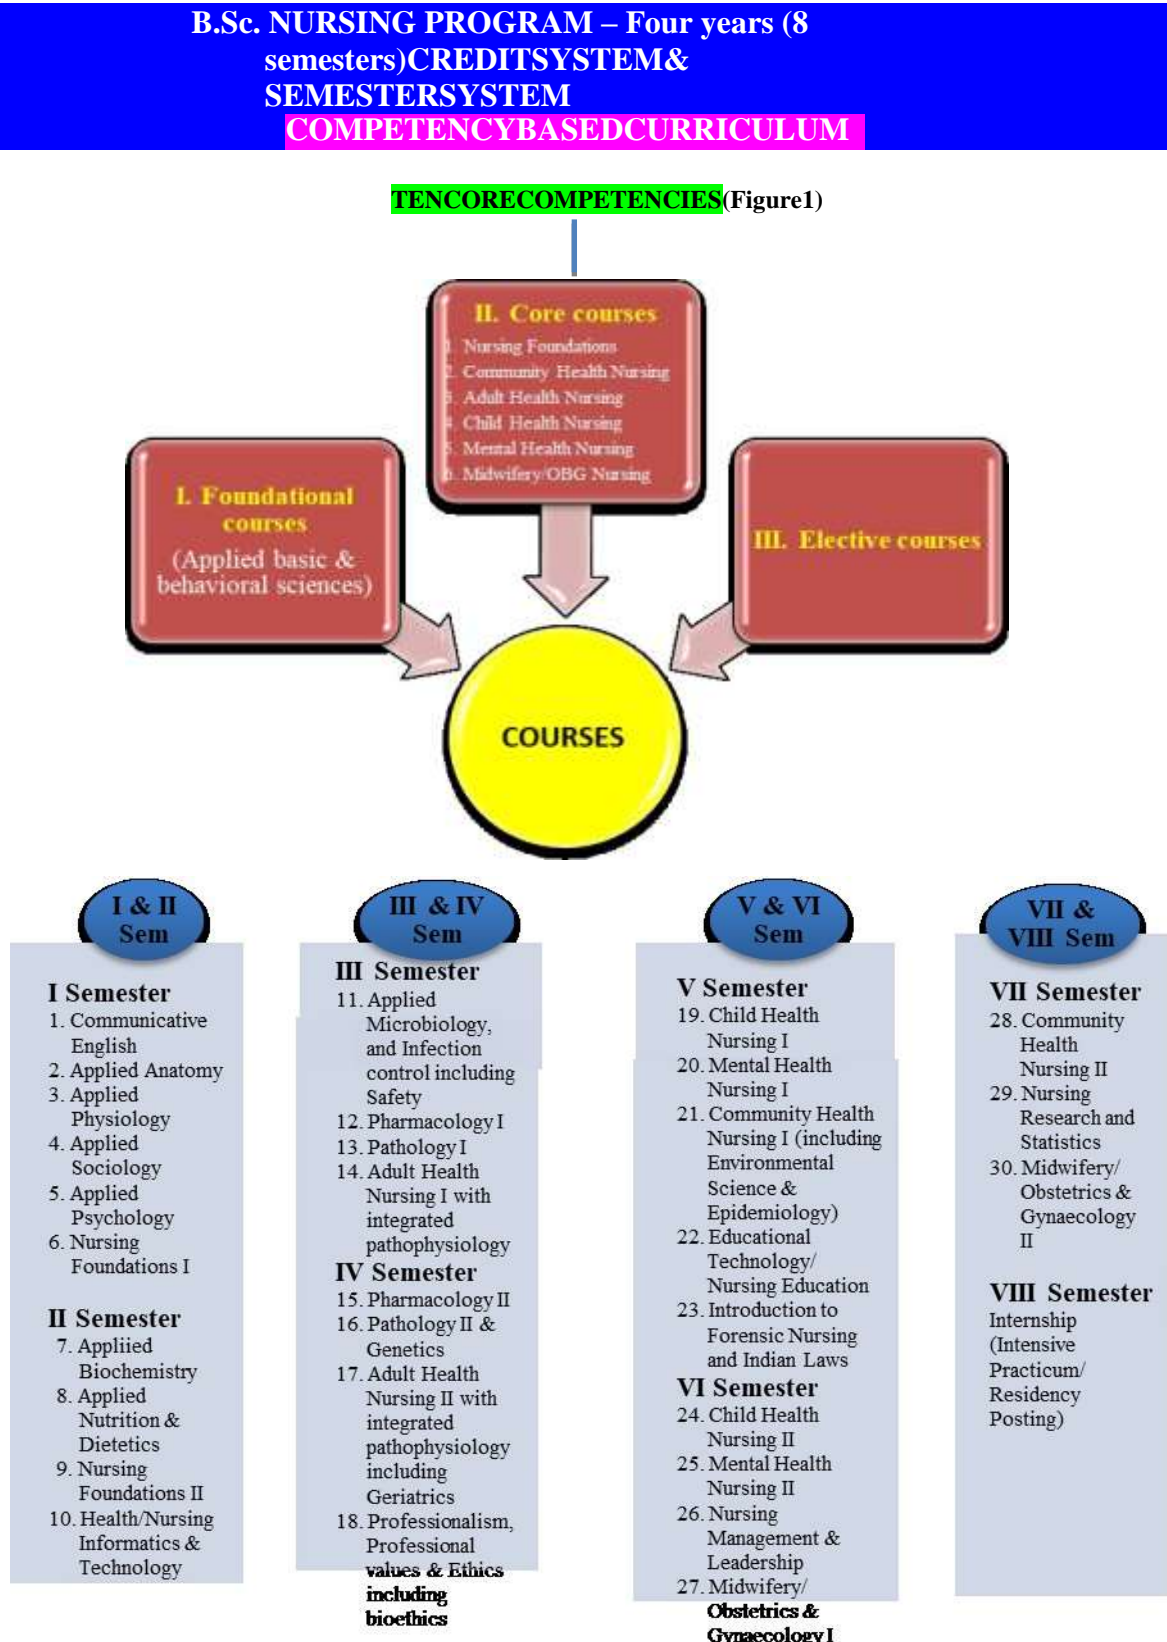 B.Sc. NURSING PROGRAM – Four years (8
semesters)CREDITSYSTEM&
SEMESTERSYSTEM
COMPETENCYBASEDCURRICULUM
TENCORECOMPETENCIES(Figure1)
II. Core courses
1. Nursing Foundations
2. Community Health Nursing
3. Adult Health Nursing
4. Child Health Nursing
5. Mental Health Nursing
6. Midwifery/OBG Nursing
I. Foundational
courses
(Applied basic &
behavioral sciences)
III. Elective courses
COURSES
I & II
Sem
I Semester
1. Communicative
English
2. Applied Anatomy
3. Applied
Physiology
4. Applied
Sociology
5. Applied
Psychology
6. Nursing
Foundations I
II Semester
7. Appliied
Biochemistry
8. Applied
Nutrition &
Dietetics
9. Nursing
Foundations II
10. Health/Nursing
Informatics &
Technology
III & IV
Sem
III Semester
11. Applied
Microbiology,
and Infection
control including
Safety
12. Pharmacology I
13. Pathology I
14. Adult Health
Nursing I with
integrated
pathophysiology
IV Semester
15. Pharmacology II
16. Pathology II &
Genetics
17. Adult Health
Nursing II with
integrated
pathophysiology
including
Geriatrics
18. Professionalism,
Professional
values & Ethics
including
bioethics
V & VI
Sem
V Semester
19. Child Health
Nursing I
20. Mental Health
Nursing I
21. Community Health
Nursing I (including
Environmental
Science &
Epidemiology)
22. Educational
Technology/
Nursing Education
23. Introduction to
Forensic Nursing
and Indian Laws
VI Semester
24. Child Health
Nursing II
25. Mental Health
Nursing II
26. Nursing
Management &
Leadership
27. Midwifery/
Obstetrics &
Gynaecology I
VII &
VIII Sem
VII Semester
28. Community
Health
Nursing II
29. Nursing
Research and
Statistics
30. Midwifery/
Obstetrics &
Gynaecology
II
VIII Semester
Internship
(Intensive
Practicum/
Residency
Posting)